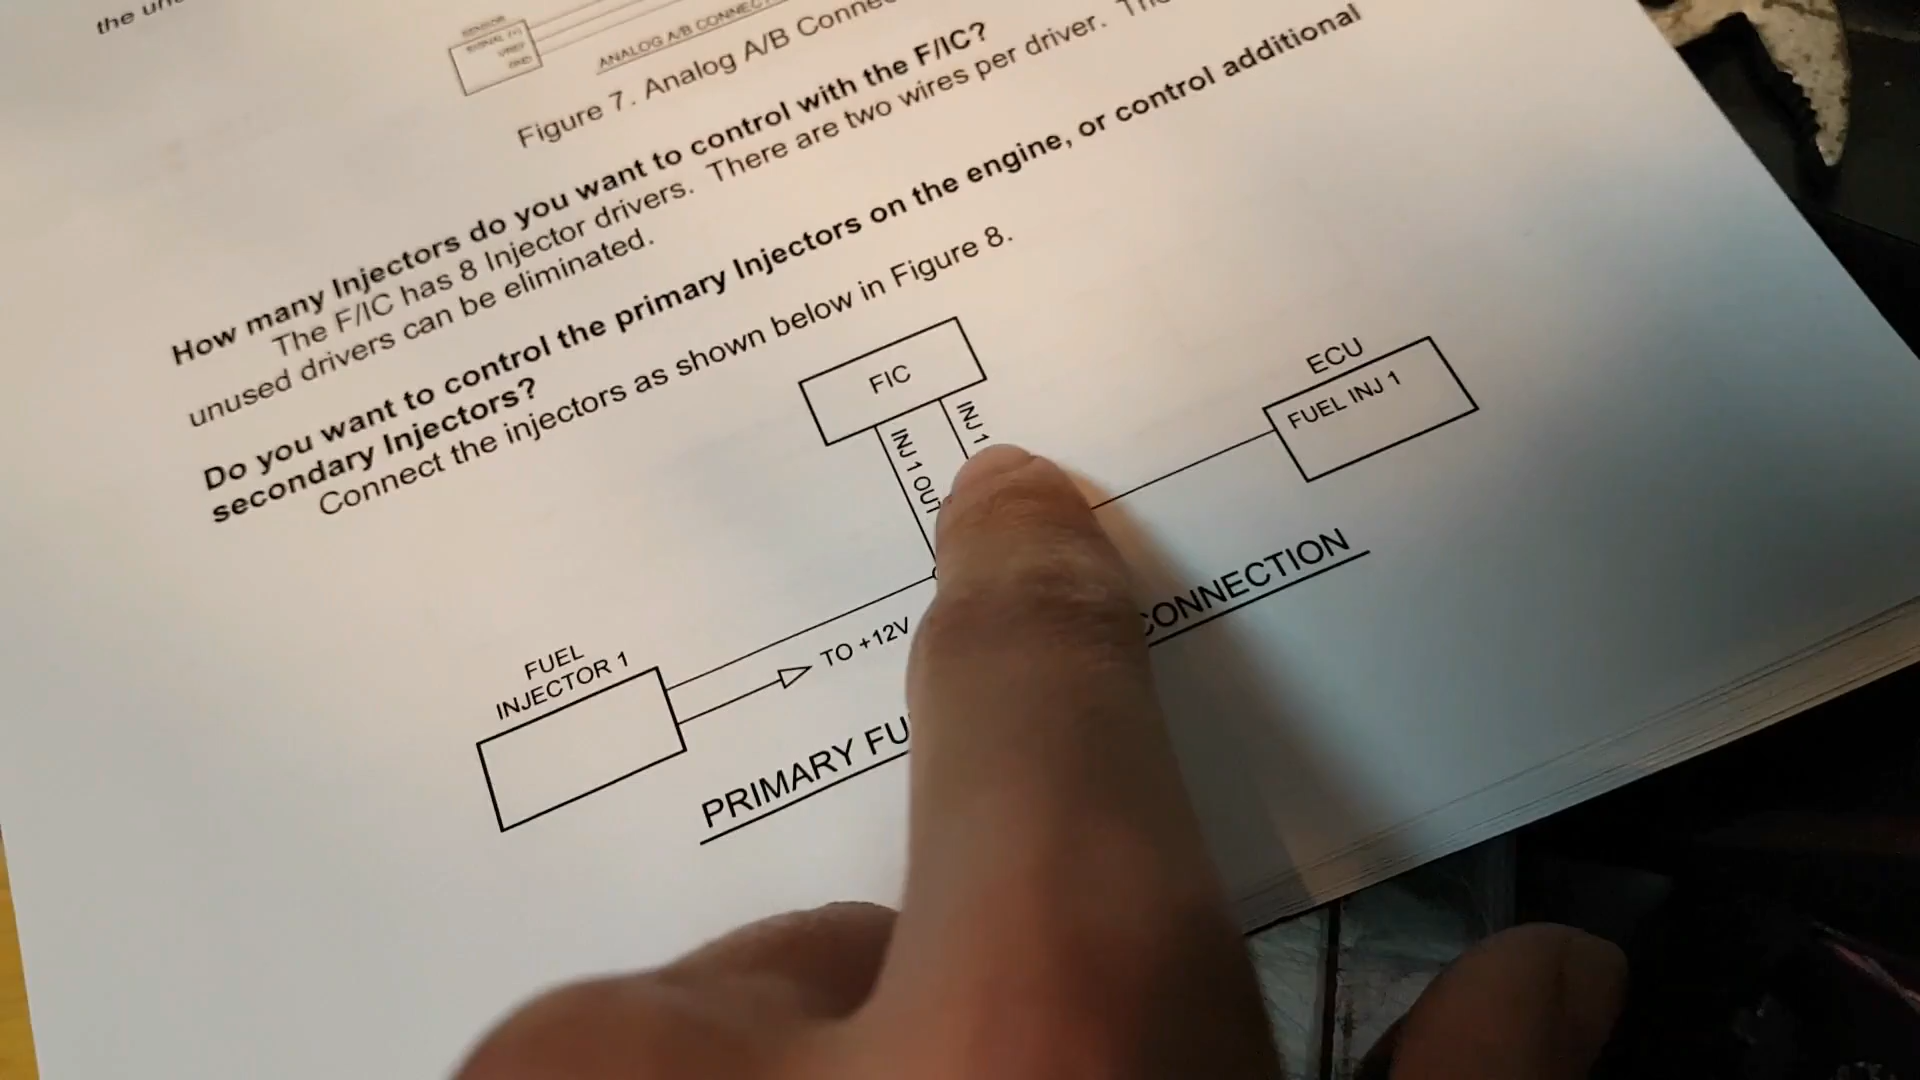 the
SENSOR
SIGNAL (+)
VREF
GND
ANALOG A/B
Figure 7. Analog A/B
How many Injectors do you want to control with the F/IC?
The F/IC has 8 Injector drivers. There are two wires per driver.
unused drivers can be eliminated.
Do you want to control the primary Injectors on the engine, or control additional
secondary Injectors?
Connect the injectors as shown below in Figure 8.
FIC
INJ 1 OUT
INJ 1
ECU
FUEL INJ 1
FUEL
INJECTOR 1
TO +12V
PRIMARY FU
CONNECTION